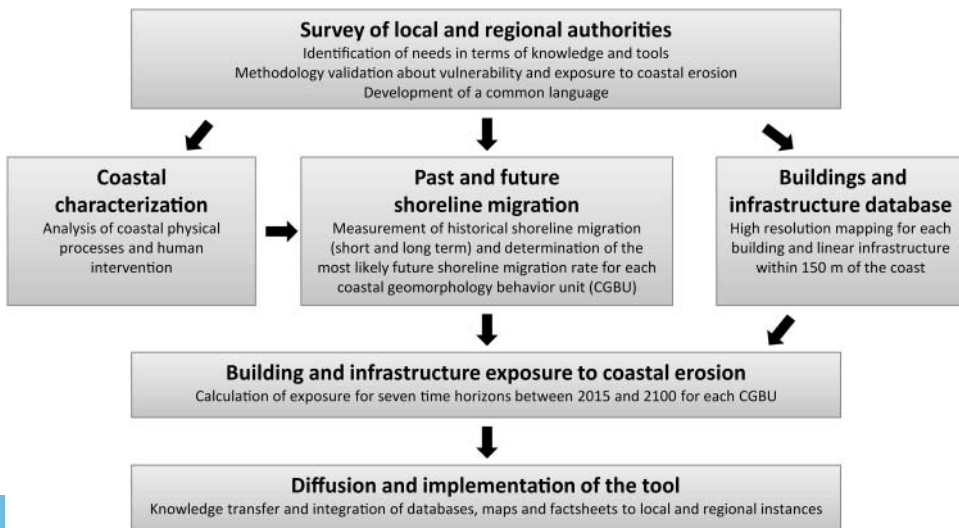 Survey of local and regional authorities
Identification of needs in terms of knowledge and tools
Methodology validation about vulnerability and exposure to coastal erosion
Development of a common language
Coastal
characterization
Analysis of coastal physical
processes and human
intervention
Past and future
shoreline migration
Measurement of historical shoreline migration
(short and long term) and determination of the
most likely future shoreline migration rate for each
coastal geomorphology behavior unit (CGBU)
Buildings and
infrastructure database
High resolution mapping for each
building and linear infrastructure
within 150 m of the coast
Building and infrastructure exposure to coastal erosion
Calculation of exposure for seven time horizons between 2015 and 2100 for each CGBU
Diffusion and implementation of the tool
Knowledge transfer and integration of databases, maps and factsheets to local and regional instances